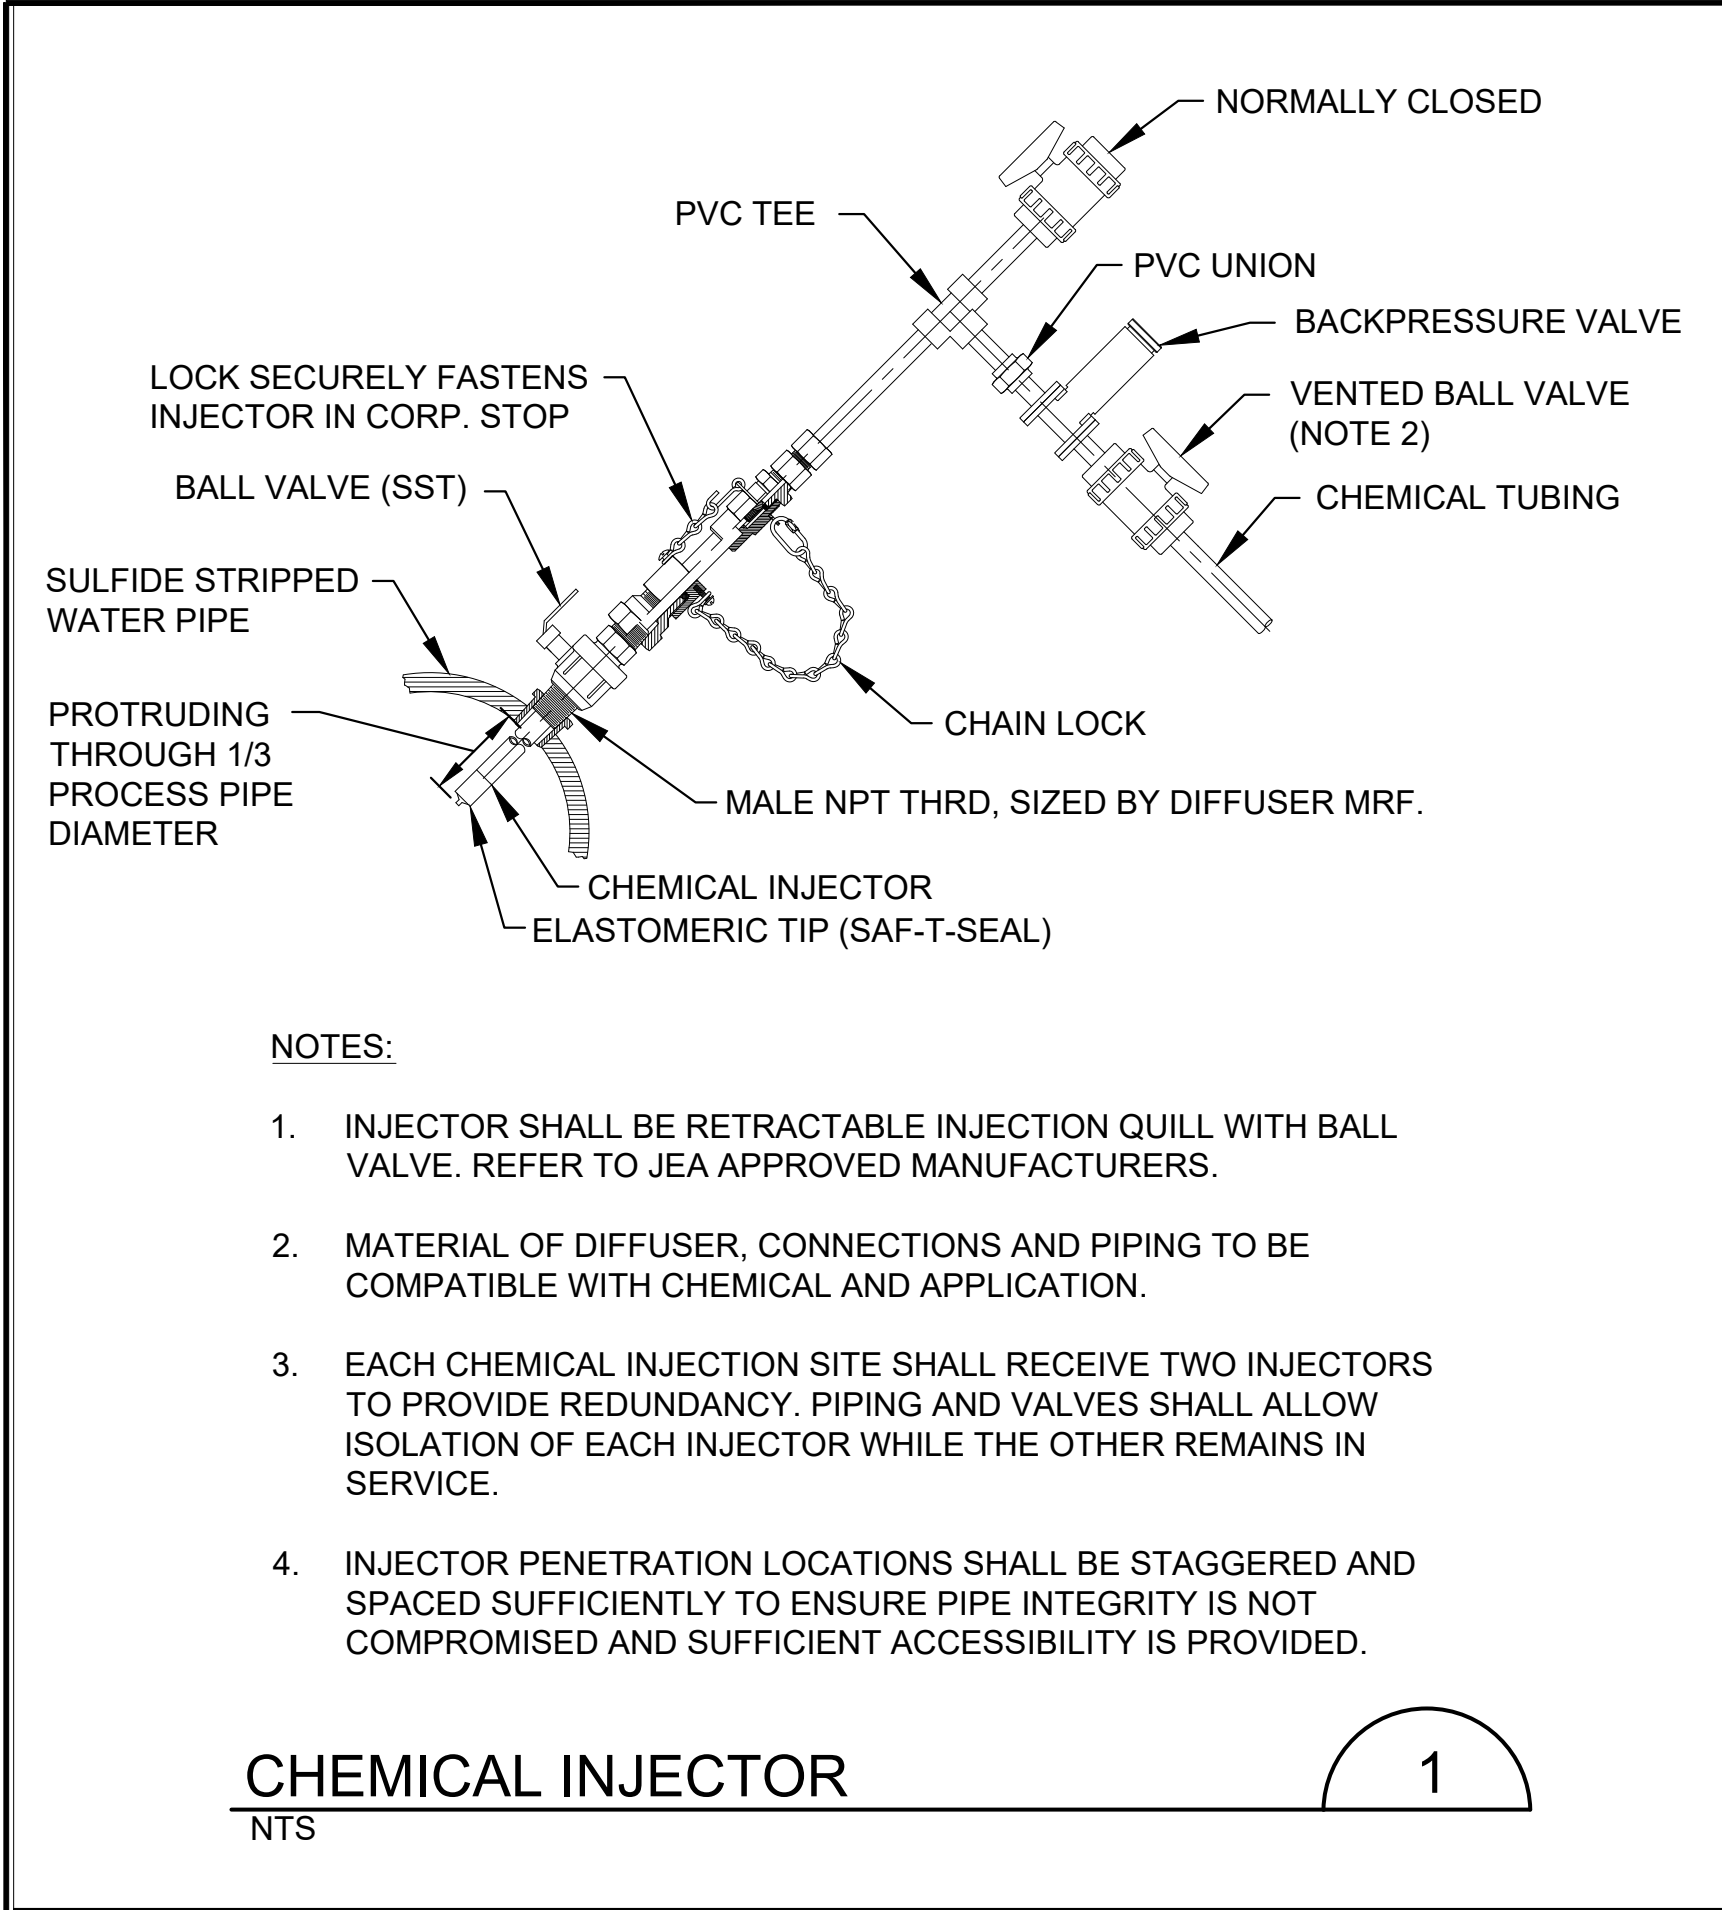 NORMALLY CLOSED
PVC TEE
PVC UNION
BACKPRESSURE VALVE
LOCK SECURELY FASTENS
INJECTOR IN CORP. STOP
VENTED BALL VALVE
(NOTE 2)
BALL VALVE (SST)
CHEMICAL TUBING
SULFIDE STRIPPED
WATER PIPE
PROTRUDING
THROUGH 1/3
PROCESS PIPE
DIAMETER
CHAIN LOCK
MALE NPT THRD, SIZED BY DIFFUSER MRF.
CHEMICAL INJECTOR
ELASTOMERIC TIP (SAF-T-SEAL)
NOTES:
1. INJECTOR SHALL BE RETRACTABLE INJECTION QUILL WITH BALL
VALVE. REFER TO JEA APPROVED MANUFACTURERS.
2. MATERIAL OF DIFFUSER, CONNECTIONS AND PIPING TO BE
COMPATIBLE WITH CHEMICAL AND APPLICATION.
3. EACH CHEMICAL INJECTION SITE SHALL RECEIVE TWO INJECTORS
TO PROVIDE REDUNDANCY. PIPING AND VALVES SHALL ALLOW
ISOLATION OF EACH INJECTOR WHILE THE OTHER REMAINS IN
SERVICE.
4. INJECTOR PENETRATION LOCATIONS SHALL BE STAGGERED AND
SPACED SUFFICIENTLY TO ENSURE PIPE INTEGRITY IS NOT
COMPROMISED AND SUFFICIENT ACCESSIBILITY IS PROVIDED.
CHEMICAL INJECTOR
1
NTS